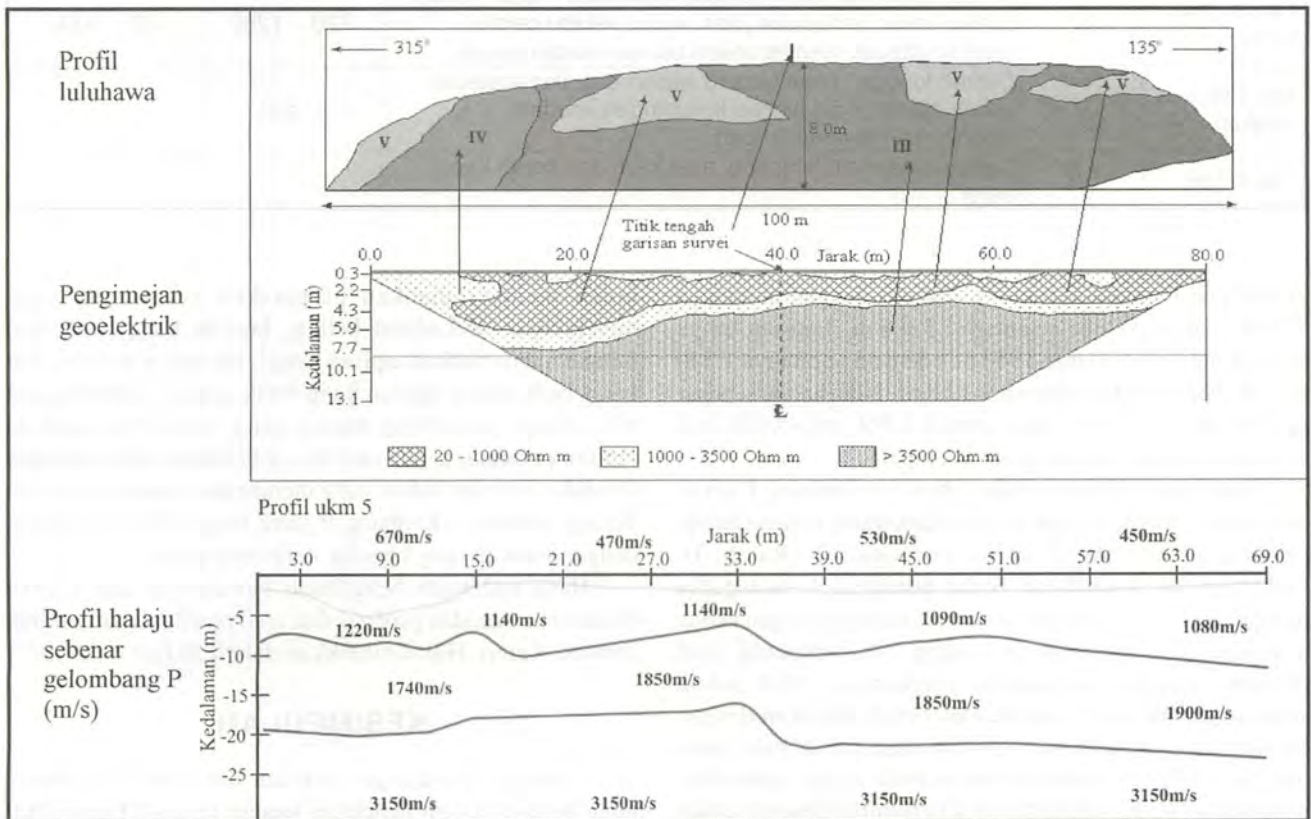 Profil
luluhawa
315°
135°
V
IV
V
8.0m
III
V
V
100 m
Titik tengah
garisan survei
Pengimejan
geoelektrik
0.0 20.0 40.0 Jarak (m) 60.0 80.0
Kedalaman (m)
0.3
2.2
4.3
5.9
7.7
10.1
13.1
20 - 1000 Ohm.m
1000 - 3500 Ohm.m
> 3500 Ohm.m
Profil ukm 5
Profil halaju
sebenar
gelombang P
(m/s)
670m/s 470m/s Jarak (m) 530m/s 450m/s
3.0 9.0 15.0 21.0 27.0 33.0 39.0 45.0 51.0 57.0 63.0 69.0
Kedalaman (m)
-5
-10
-15
-20
-25
1220m/s 1140m/s 1140m/s 1090m/s 1080m/s
1740m/s 1850m/s 1850m/s 1900m/s
3150m/s 3150m/s 3150m/s 3150m/s